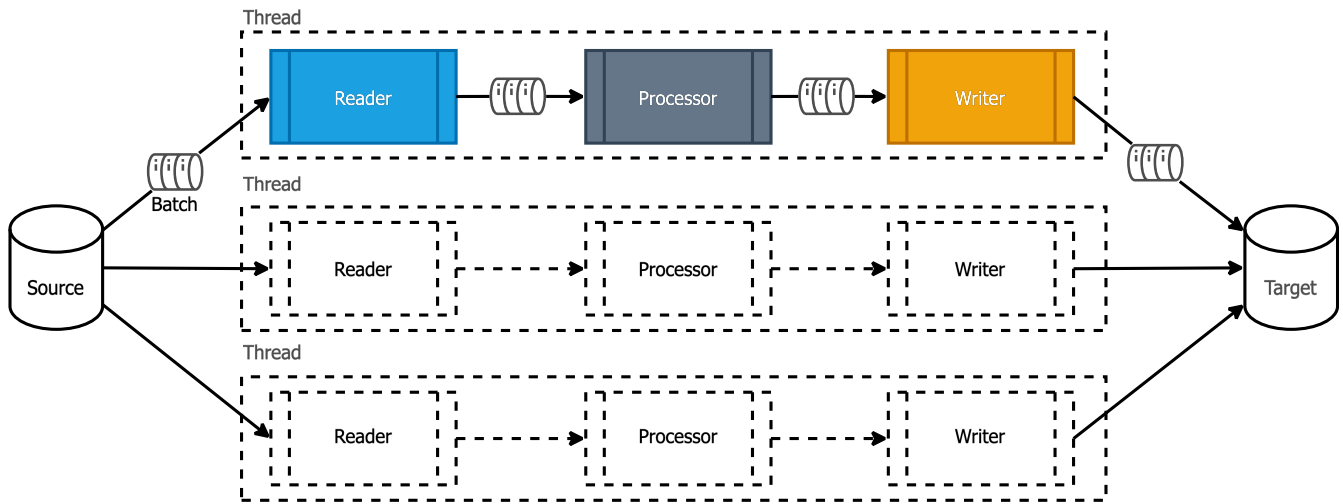 Thread
Reader
Processor
Writer
i i i
i i i
i i i
Batch
i i i
Thread
Source
Reader
Processor
Writer
Target
Thread
Reader
Processor
Writer